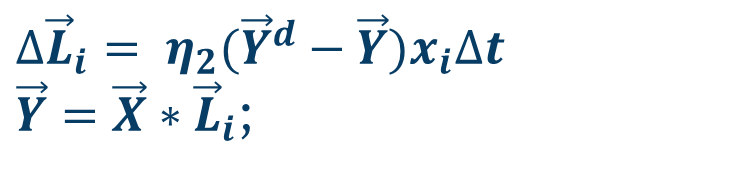 ΔL⃗ᵢ = η₂(Y⃗ᵈ − Y⃗)xᵢΔt
Y⃗ = X⃗ * L⃗ᵢ;